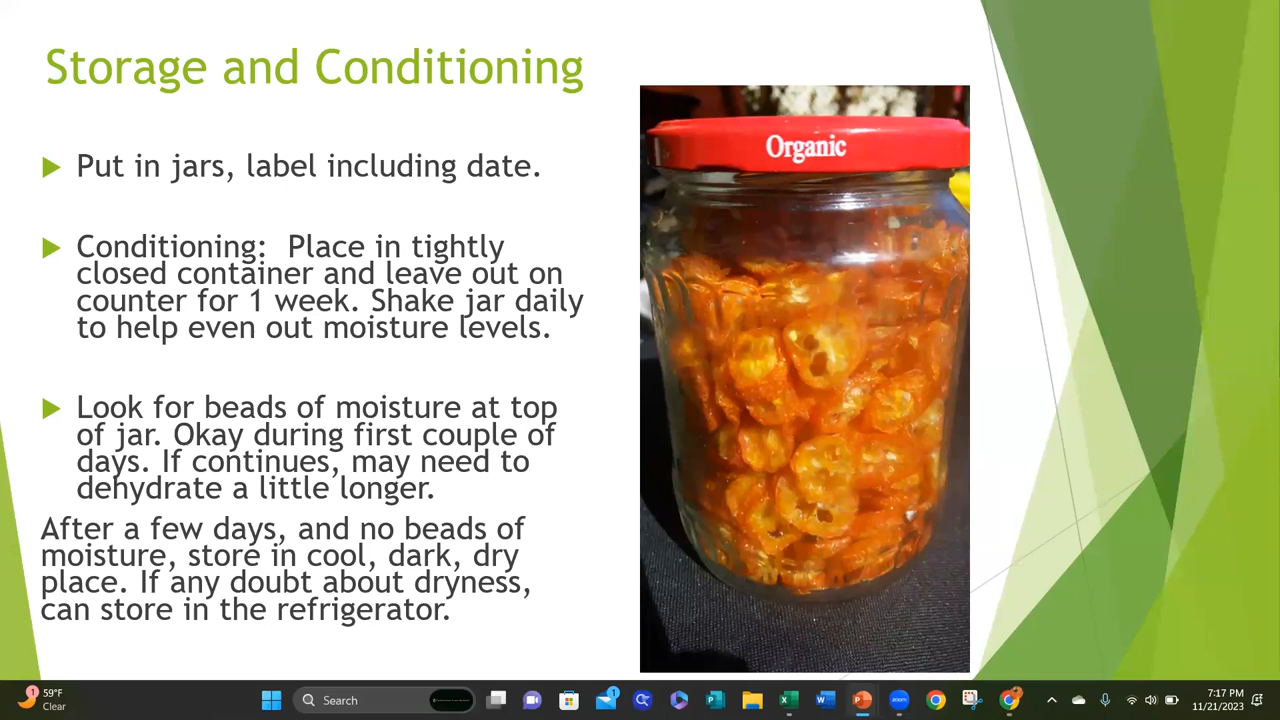 Storage and Conditioning
Put in jars, label including date.
Conditioning:  Place in tightly
closed container and leave out on
counter for 1 week. Shake jar daily
to help even out moisture levels.
Look for beads of moisture at top
of jar. Okay during first couple of
days. If continues, may need to
dehydrate a little longer.
After a few days, and no beads of
moisture, store in cool, dark, dry
place. If any doubt about dryness,
can store in the refrigerator.
Organic
1
59°F
Clear
Search
1
7:17 PM
11/21/2023